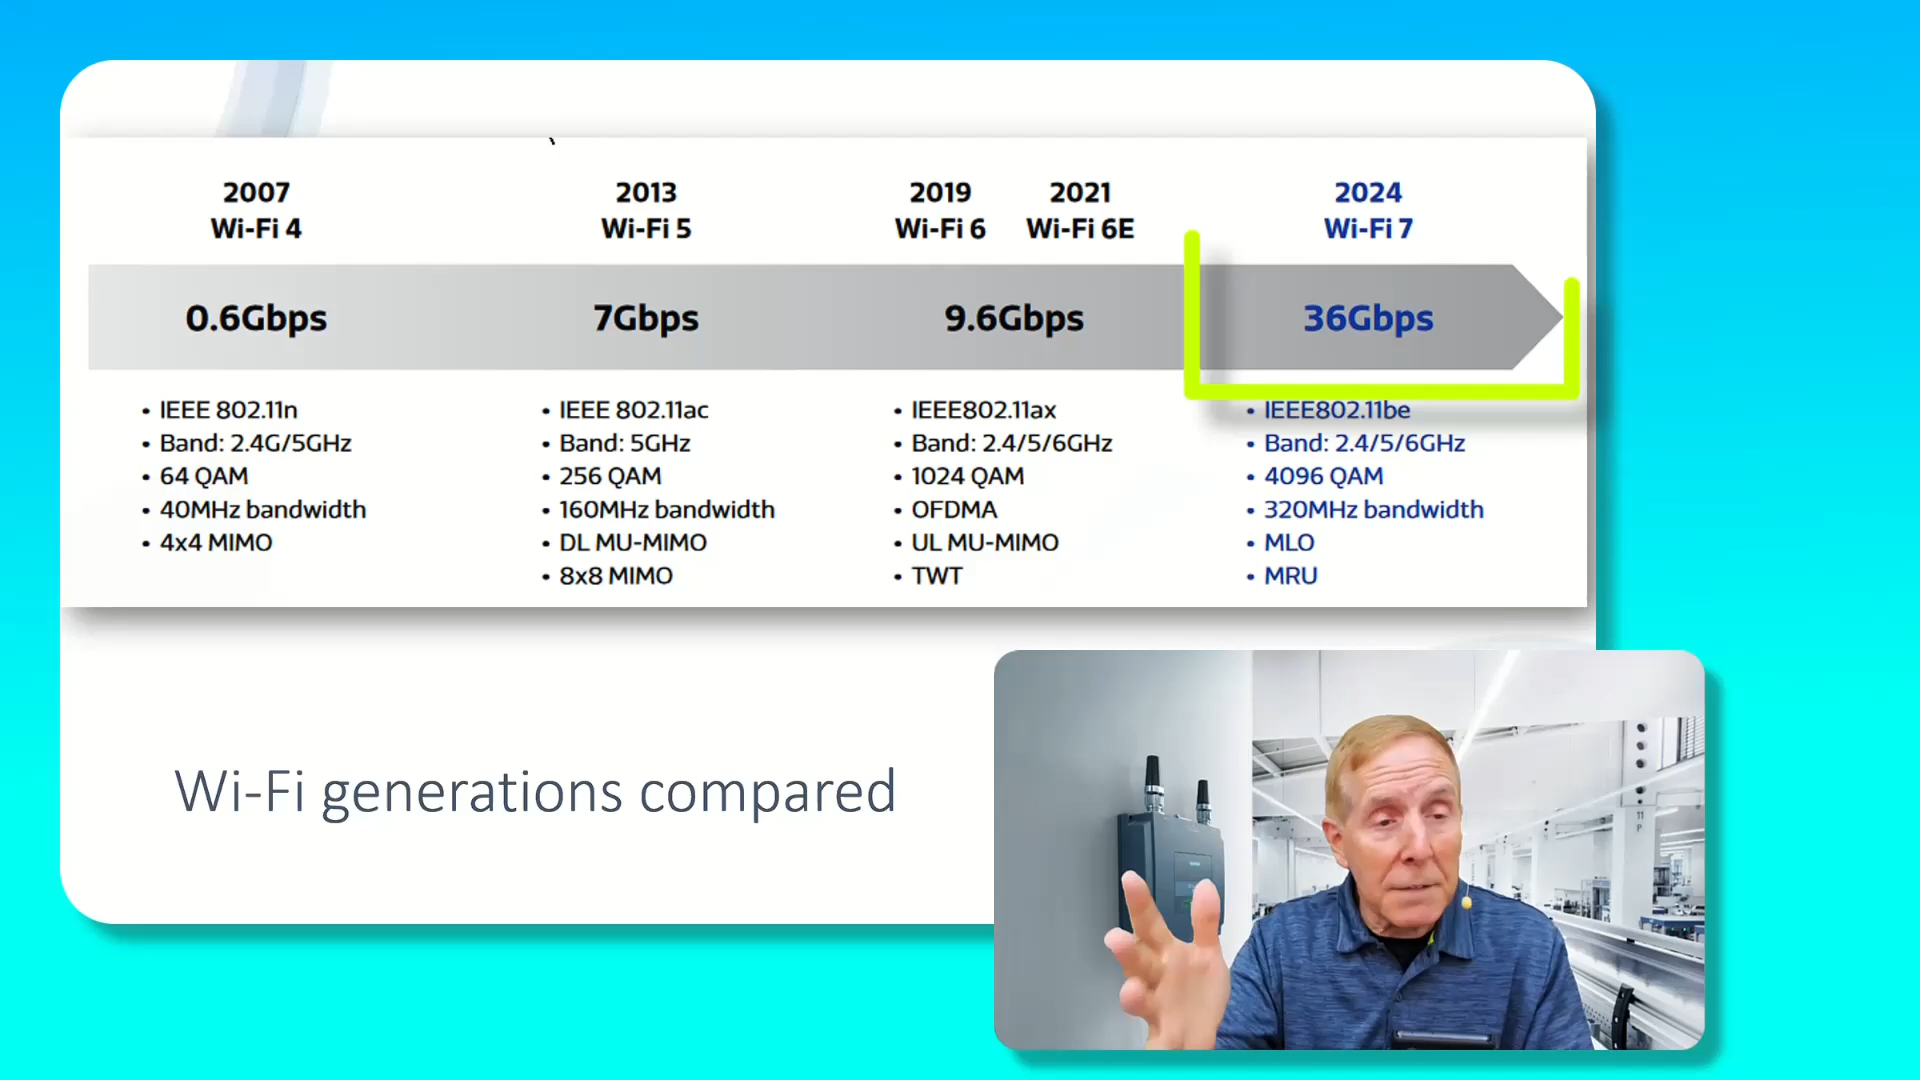 2007
Wi-Fi 4
2013
Wi-Fi 5
2019
Wi-Fi 6
2021
Wi-Fi 6E
2024
Wi-Fi 7
0.6Gbps
7Gbps
9.6Gbps
36Gbps
• IEEE 802.11n
• Band: 2.4G/5GHz
• 64 QAM
• 40MHz bandwidth
• 4x4 MIMO
• IEEE 802.11ac
• Band: 5GHz
• 256 QAM
• 160MHz bandwidth
• DL MU-MIMO
• 8x8 MIMO
• IEEE802.11ax
• Band: 2.4/5/6GHz
• 1024 QAM
• OFDMA
• UL MU-MIMO
• TWT
• IEEE802.11be
• Band: 2.4/5/6GHz
• 4096 QAM
• 320MHz bandwidth
• MLO
• MRU
Wi-Fi generations compared
11
P